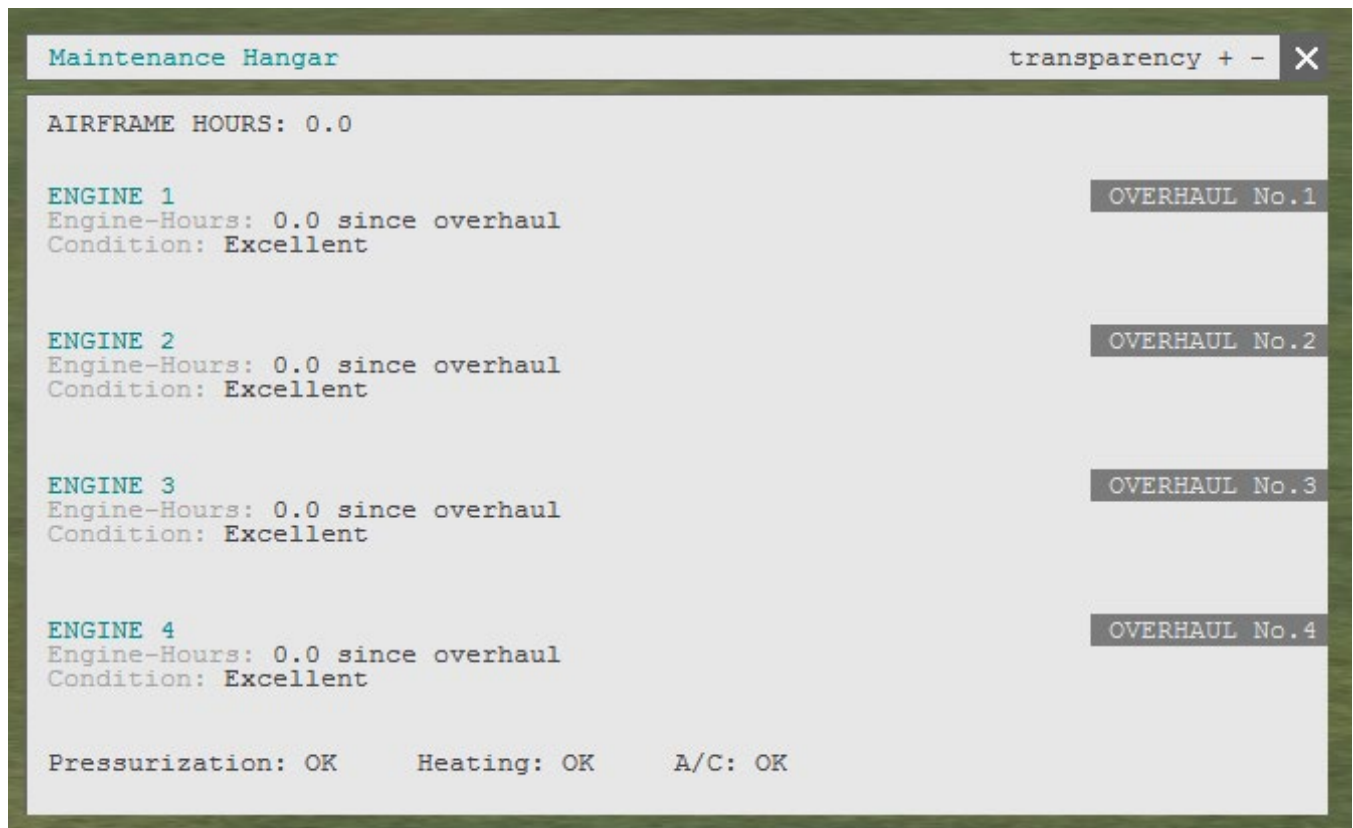 Maintenance Hangar transparency + - X
AIRFRAME HOURS: 0.0
ENGINE 1 OVERHAUL No.1
Engine-Hours: 0.0 since overhaul
Condition: Excellent
ENGINE 2 OVERHAUL No.2
Engine-Hours: 0.0 since overhaul
Condition: Excellent
ENGINE 3 OVERHAUL No.3
Engine-Hours: 0.0 since overhaul
Condition: Excellent
ENGINE 4 OVERHAUL No.4
Engine-Hours: 0.0 since overhaul
Condition: Excellent
Pressurization: OK Heating: OK A/C: OK